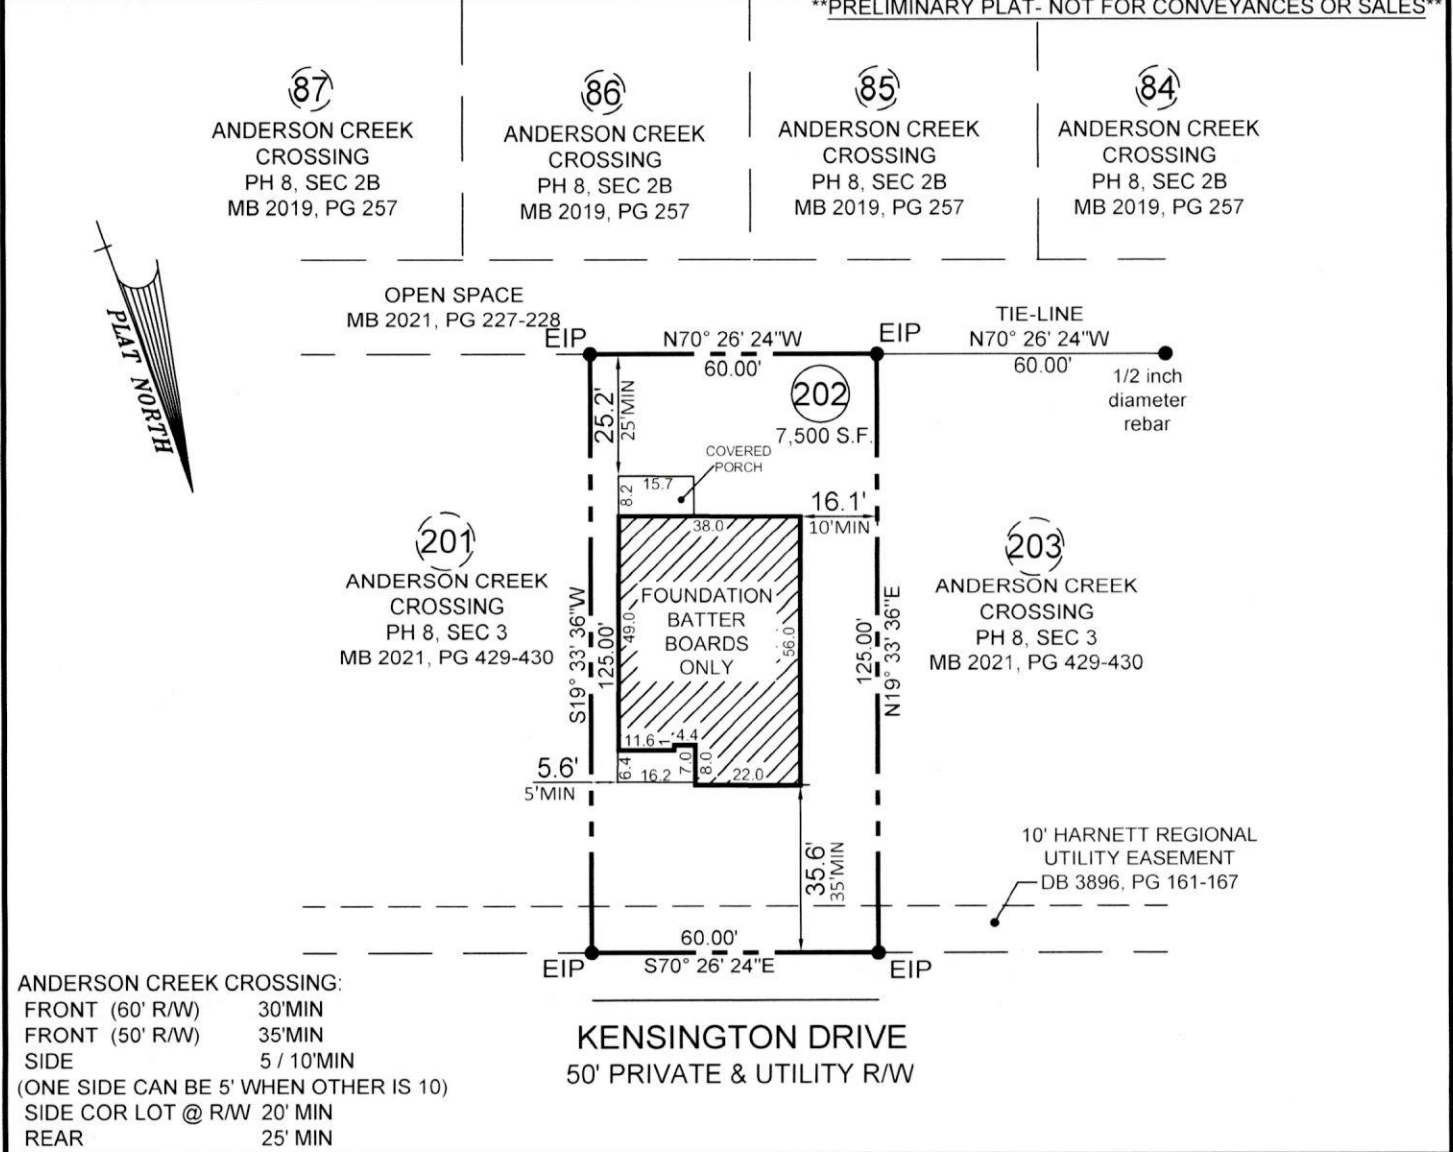 **PRELIMINARY PLAT- NOT FOR CONVEYANCES OR SALES**
87
ANDERSON CREEK
CROSSING
PH 8, SEC 2B
MB 2019, PG 257
86
ANDERSON CREEK
CROSSING
PH 8, SEC 2B
MB 2019, PG 257
85
ANDERSON CREEK
CROSSING
PH 8, SEC 2B
MB 2019, PG 257
84
ANDERSON CREEK
CROSSING
PH 8, SEC 2B
MB 2019, PG 257
PLAT NORTH
OPEN SPACE
MB 2021, PG 227-228
EIP
N70° 26' 24"W
60.00'
EIP
TIE-LINE
N70° 26' 24"W
60.00'
1/2 inch
diameter
rebar
25.2'
25'MIN
202
7,500 S.F.
COVERED
PORCH
15.7
8.2
16.1'
10'MIN
38.0
201
ANDERSON CREEK
CROSSING
PH 8, SEC 3
MB 2021, PG 429-430
S19° 33' 36"W
125.00'
49.0
FOUNDATION
BATTER
BOARDS
ONLY
56.0
125.00'
N19° 33' 36"E
203
ANDERSON CREEK
CROSSING
PH 8, SEC 3
MB 2021, PG 429-430
11.6
1
4.4
6.4
16.2
7.0
8.0
22.0
5.6'
5'MIN
35.6'
35'MIN
10' HARNETT REGIONAL
UTILITY EASEMENT
DB 3896, PG 161-167
60.00'
EIP
S70° 26' 24"E
EIP
ANDERSON CREEK CROSSING:
FRONT (60' R/W) 30'MIN
FRONT (50' R/W) 35'MIN
SIDE 5 / 10'MIN
(ONE SIDE CAN BE 5' WHEN OTHER IS 10)
SIDE COR LOT @ R/W 20' MIN
REAR 25' MIN
KENSINGTON DRIVE
50' PRIVATE & UTILITY R/W